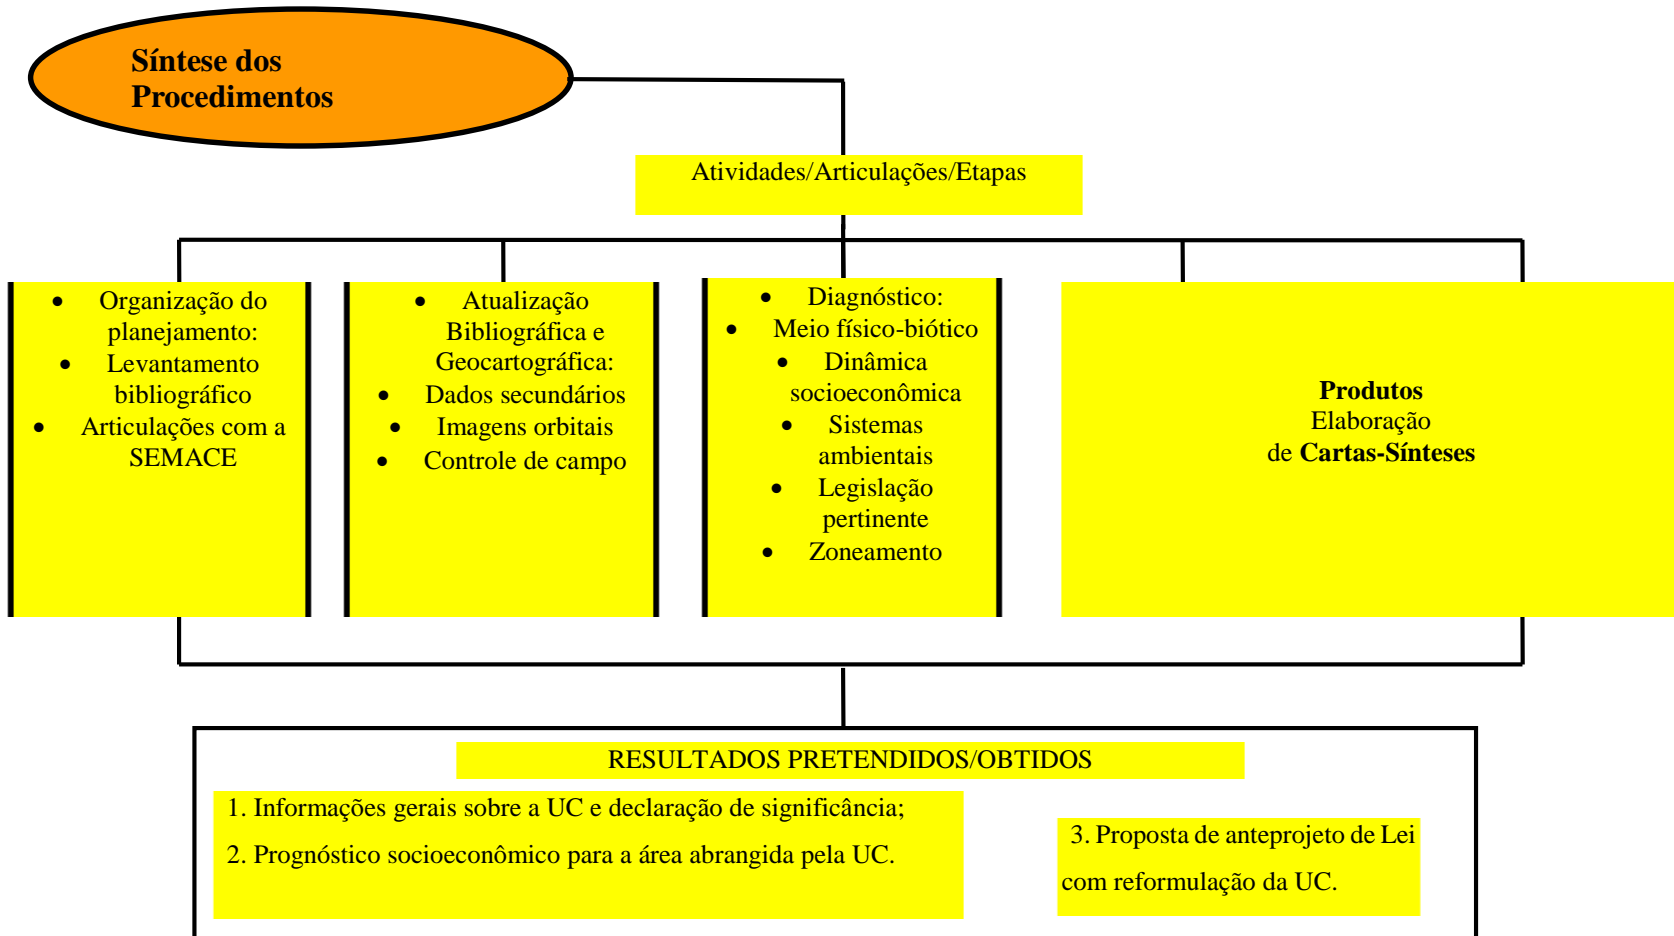 Síntese dos
Procedimentos
Atividades/Articulações/Etapas
• Organização do
planejamento:
• Levantamento
bibliográfico
• Articulações com a
SEMACE
• Atualização
Bibliográfica e
Geocartográfica:
• Dados secundários
• Imagens orbitais
• Controle de campo
• Diagnóstico:
• Meio físico-biótico
• Dinâmica
socioeconômica
• Sistemas
ambientais
• Legislação
pertinente
• Zoneamento
Produtos
Elaboração
de Cartas-Sínteses
RESULTADOS PRETENDIDOS/OBTIDOS
1. Informações gerais sobre a UC e declaração de significância;
2. Prognóstico socioeconômico para a área abrangida pela UC.
3. Proposta de anteprojeto de Lei
com reformulação da UC.